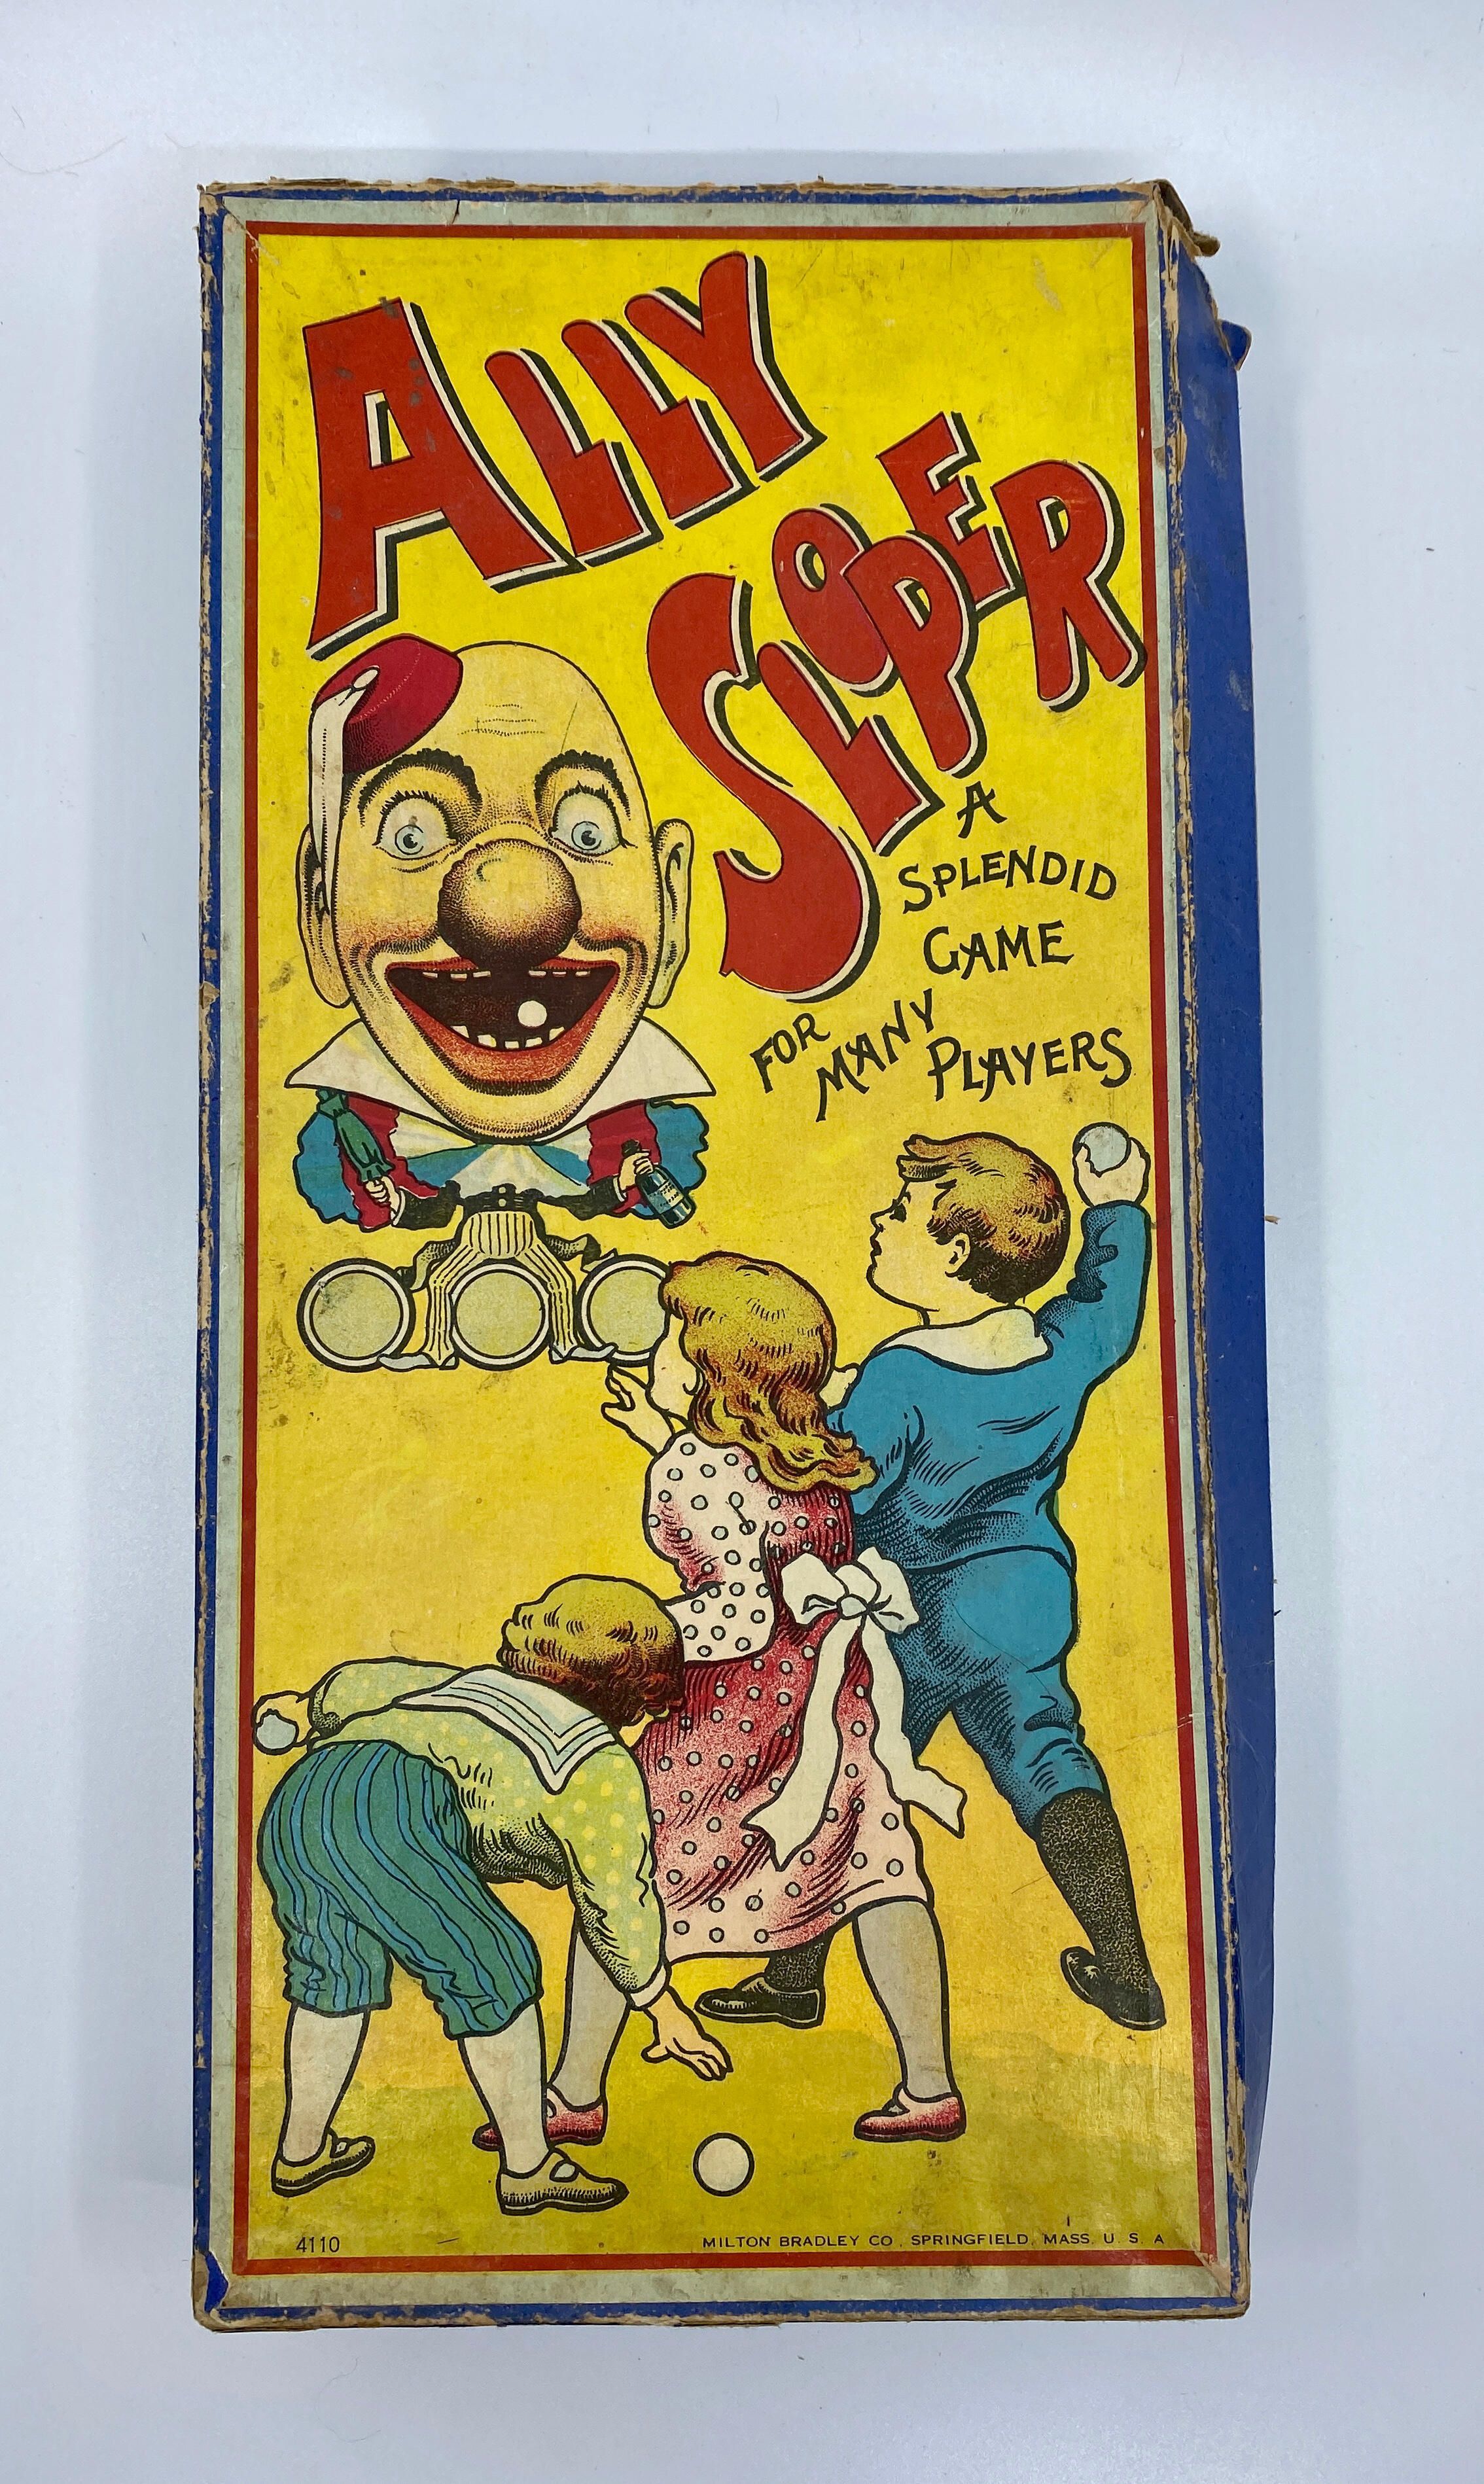 ALLY
SLOPER
A
SPLENDID
GAME
FOR
MANY
PLAYERS
4110
MILTON BRADLEY CO. SPRINGFIELD, MASS. U. S. A